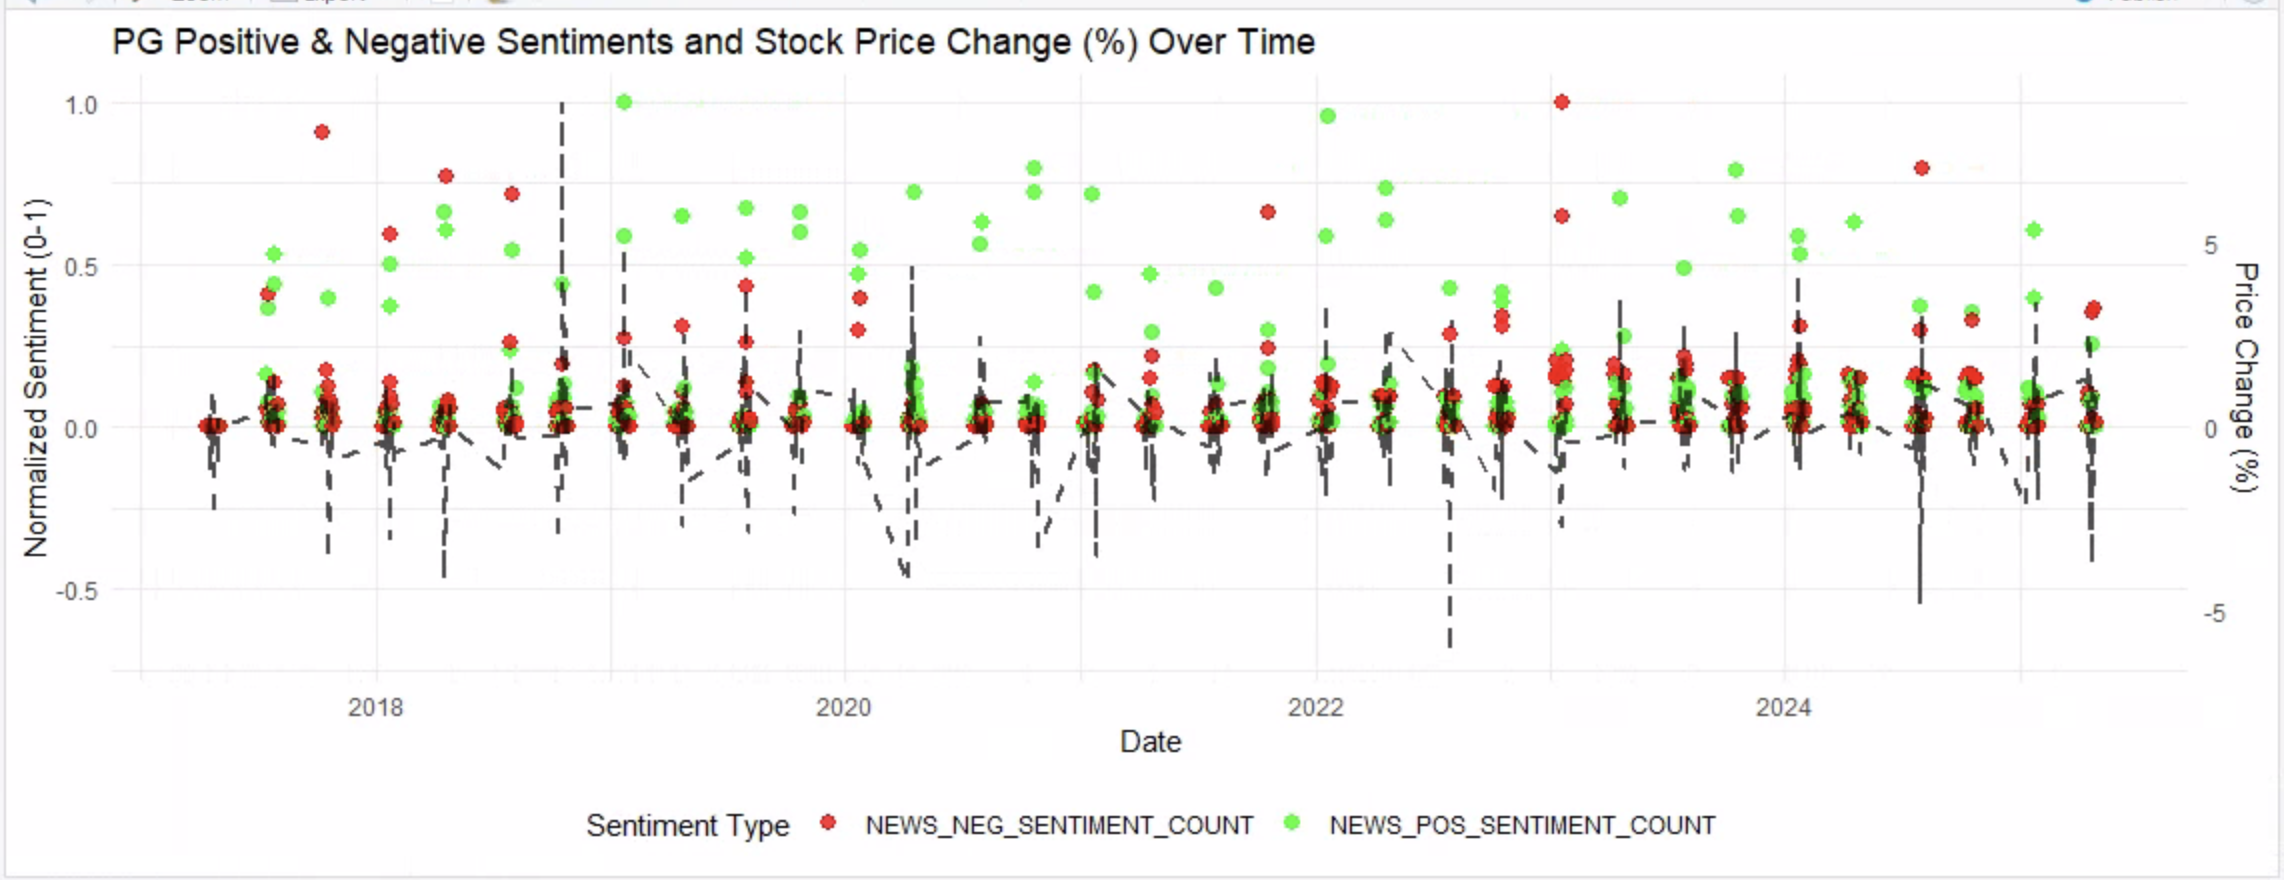 PG Positive & Negative Sentiments and Stock Price Change (%) Over Time
Normalized Sentiment (0-1)
1.0
0.5
0.0
-0.5
5
0
-5
Price Change (%)
2018
2020
2022
2024
Date
Sentiment Type
NEWS_NEG_SENTIMENT_COUNT
NEWS_POS_SENTIMENT_COUNT